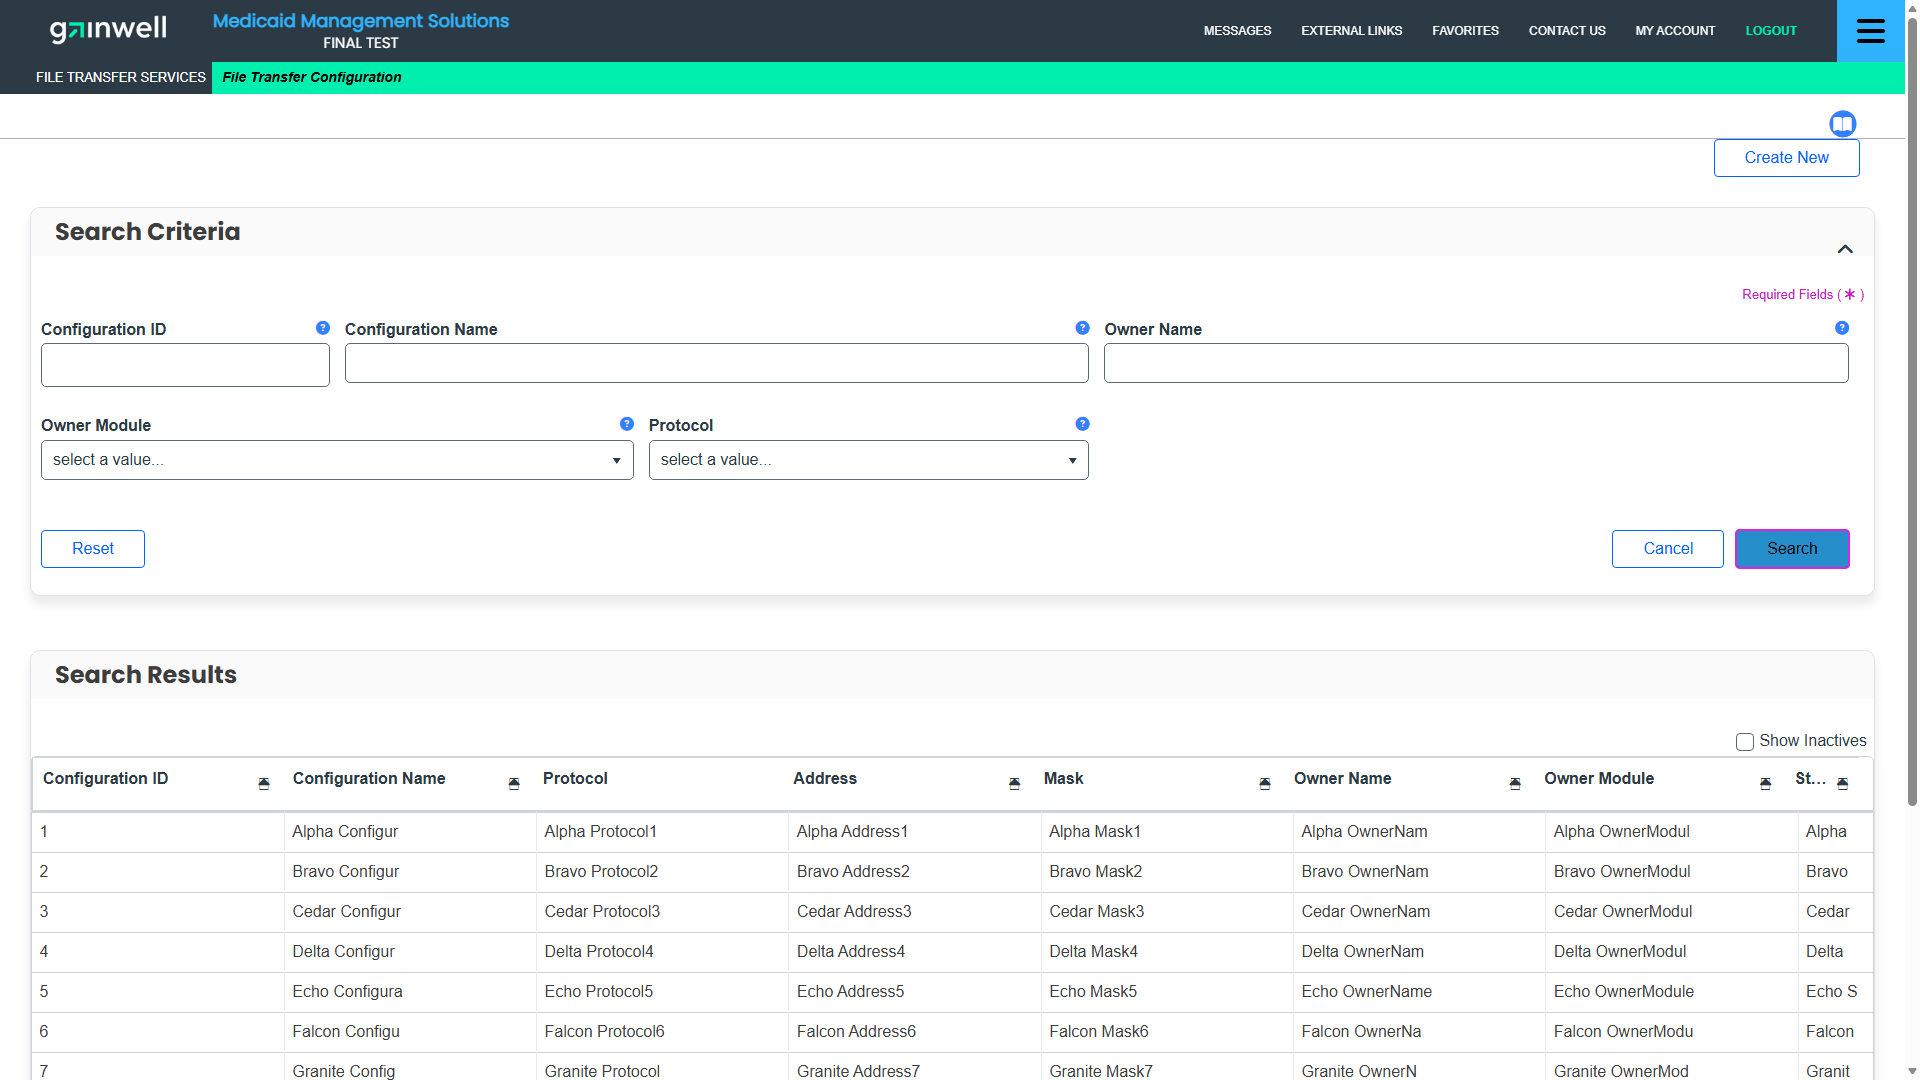 gainwell
Medicaid Management Solutions
FINAL TEST
MESSAGES EXTERNAL LINKS FAVORITES CONTACT US MY ACCOUNT LOGOUT
FILE TRANSFER SERVICES File Transfer Configuration
Create New
Search Criteria
Required Fields ( * )
Configuration ID ? Configuration Name ? Owner Name ?
Owner Module ? Protocol ?
select a value... select a value...
Reset Cancel Search
Search Results
Show Inactives
Configuration ID Configuration Name Protocol Address Mask Owner Name Owner Module St...
1 Alpha Configur Alpha Protocol1 Alpha Address1 Alpha Mask1 Alpha OwnerNam Alpha OwnerModul Alpha
2 Bravo Configur Bravo Protocol2 Bravo Address2 Bravo Mask2 Bravo OwnerNam Bravo OwnerModul Bravo
3 Cedar Configur Cedar Protocol3 Cedar Address3 Cedar Mask3 Cedar OwnerNam Cedar OwnerModul Cedar
4 Delta Configur Delta Protocol4 Delta Address4 Delta Mask4 Delta OwnerNam Delta OwnerModul Delta
5 Echo Configura Echo Protocol5 Echo Address5 Echo Mask5 Echo OwnerName Echo OwnerModule Echo S
6 Falcon Configu Falcon Protocol6 Falcon Address6 Falcon Mask6 Falcon OwnerNa Falcon OwnerModu Falcon
7 Granite Config Granite Protocol Granite Address7 Granite Mask7 Granite OwnerN Granite OwnerMod Granit